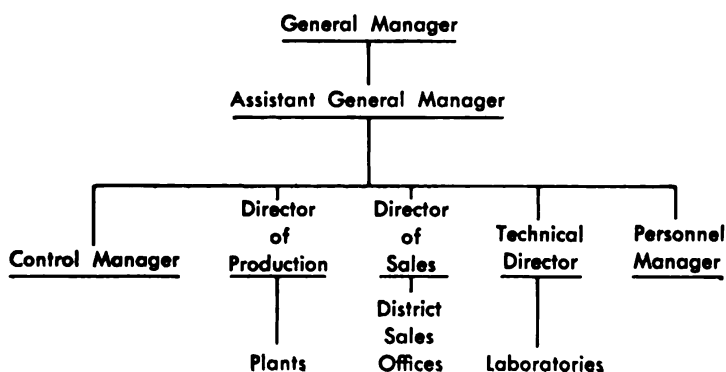 General Manager
Assistant General Manager
Control Manager
Director
of
Production
Director
of
Sales
Technical
Director
Personnel
Manager
Plants
District
Sales
Offices
Laboratories